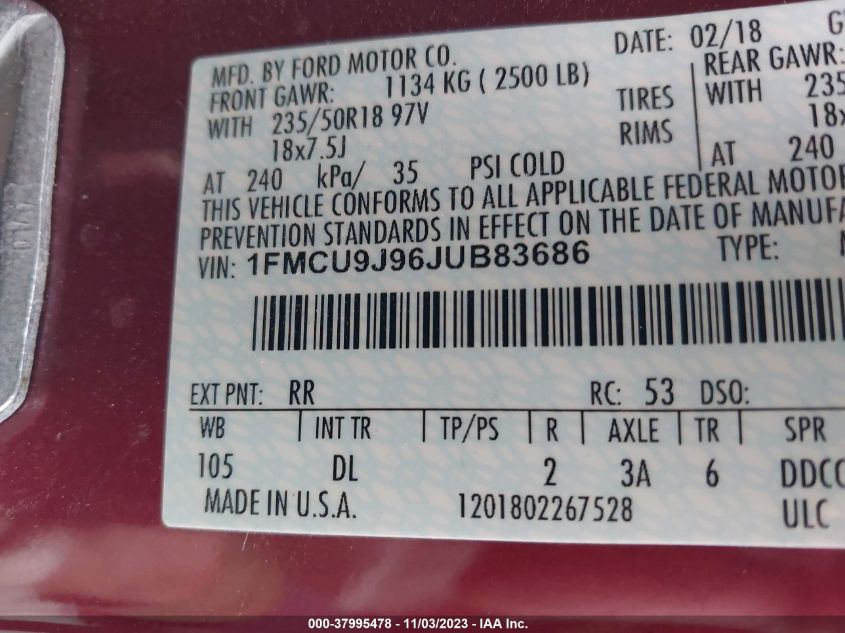 MFD. BY FORD MOTOR CO.
DATE: 02/18
FRONT GAWR: 1134 KG ( 2500 LB)
REAR GAWR:
WITH 235/50R18 97V TIRES
WITH 235
18x7.5J RIMS
18x
AT 240 kPa/ 35 PSI COLD
AT 240
THIS VEHICLE CONFORMS TO ALL APPLICABLE FEDERAL MOTOR
PREVENTION STANDARDS IN EFFECT ON THE DATE OF MANUFA
VIN: 1FMCU9J96JUB83686 TYPE:
EXT PNT: RR RC: 53 DSO:
WB INT TR TP/PS R AXLE TR SPR
105 DL 2 3A 6 DDCC
MADE IN U.S.A. 1201802267528 ULC
000-37995478 - 11/03/2023 - IAA Inc.